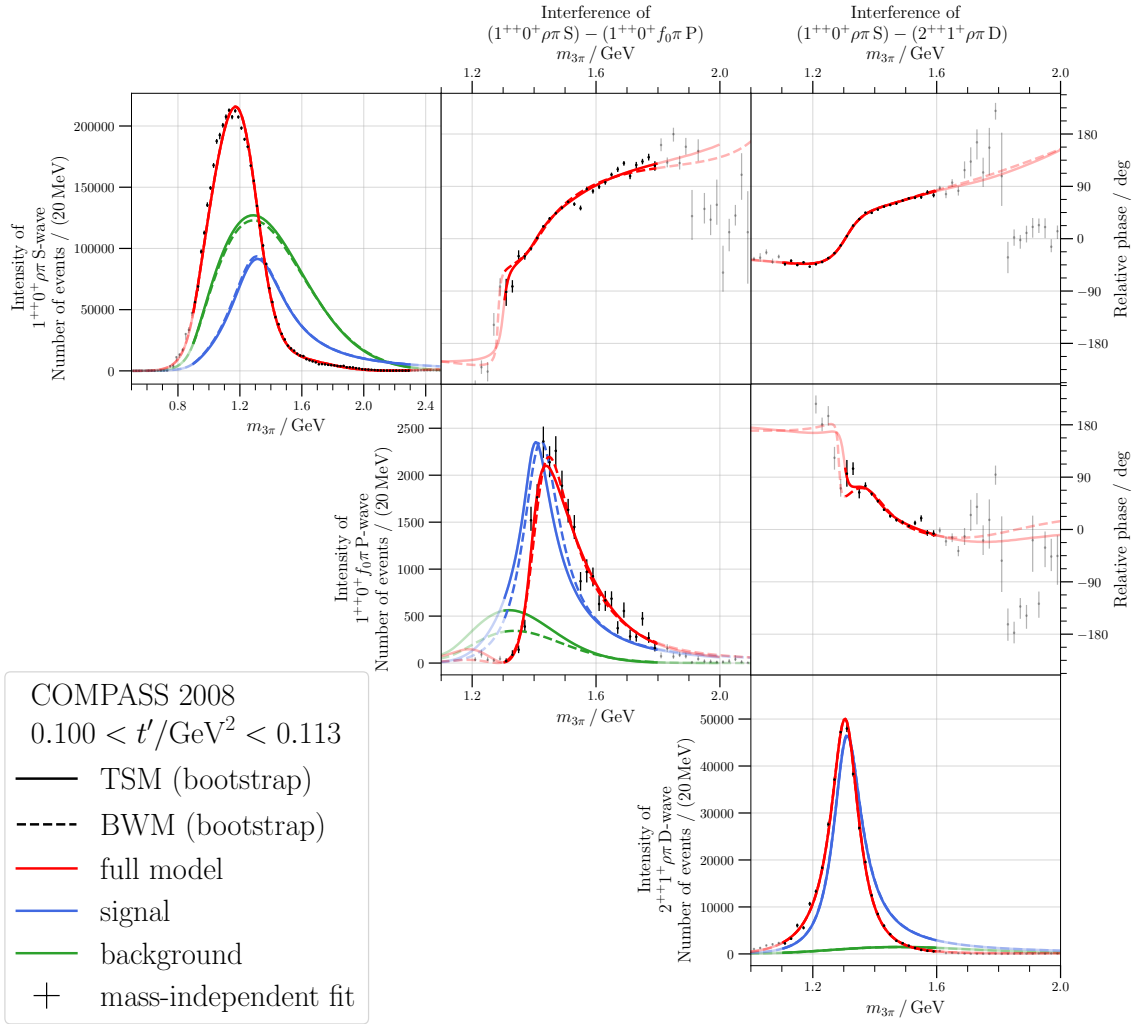 Interference of
(1⁺⁺0⁺ρπ S) − (1⁺⁺0⁺f₀π P)
m₃π / GeV
1.2 1.6 2.0
Interference of
(1⁺⁺0⁺ρπ S) − (2⁺⁺1⁺ρπ D)
m₃π / GeV
1.2 1.6 2.0
Intensity of
1⁺⁺0⁺ρπ S-wave
Number of events / (20 MeV)
200000
150000
100000
50000
0
0.8 1.2 1.6 2.0 2.4
m₃π / GeV
180
90
0
−90
−180
Relative phase / deg
Intensity of
1⁺⁺0⁺f₀π P-wave
Number of events / (20 MeV)
2500
2000
1500
1000
500
0
1.2 1.6 2.0
m₃π / GeV
180
90
0
−90
−180
Relative phase / deg
Intensity of
2⁺⁺1⁺ρπ D-wave
Number of events / (20 MeV)
50000
40000
30000
20000
10000
0
1.2 1.6 2.0
m₃π / GeV
COMPASS 2008
0.100 < t′/GeV² < 0.113
TSM (bootstrap)
BWM (bootstrap)
full model
signal
background
mass-independent fit